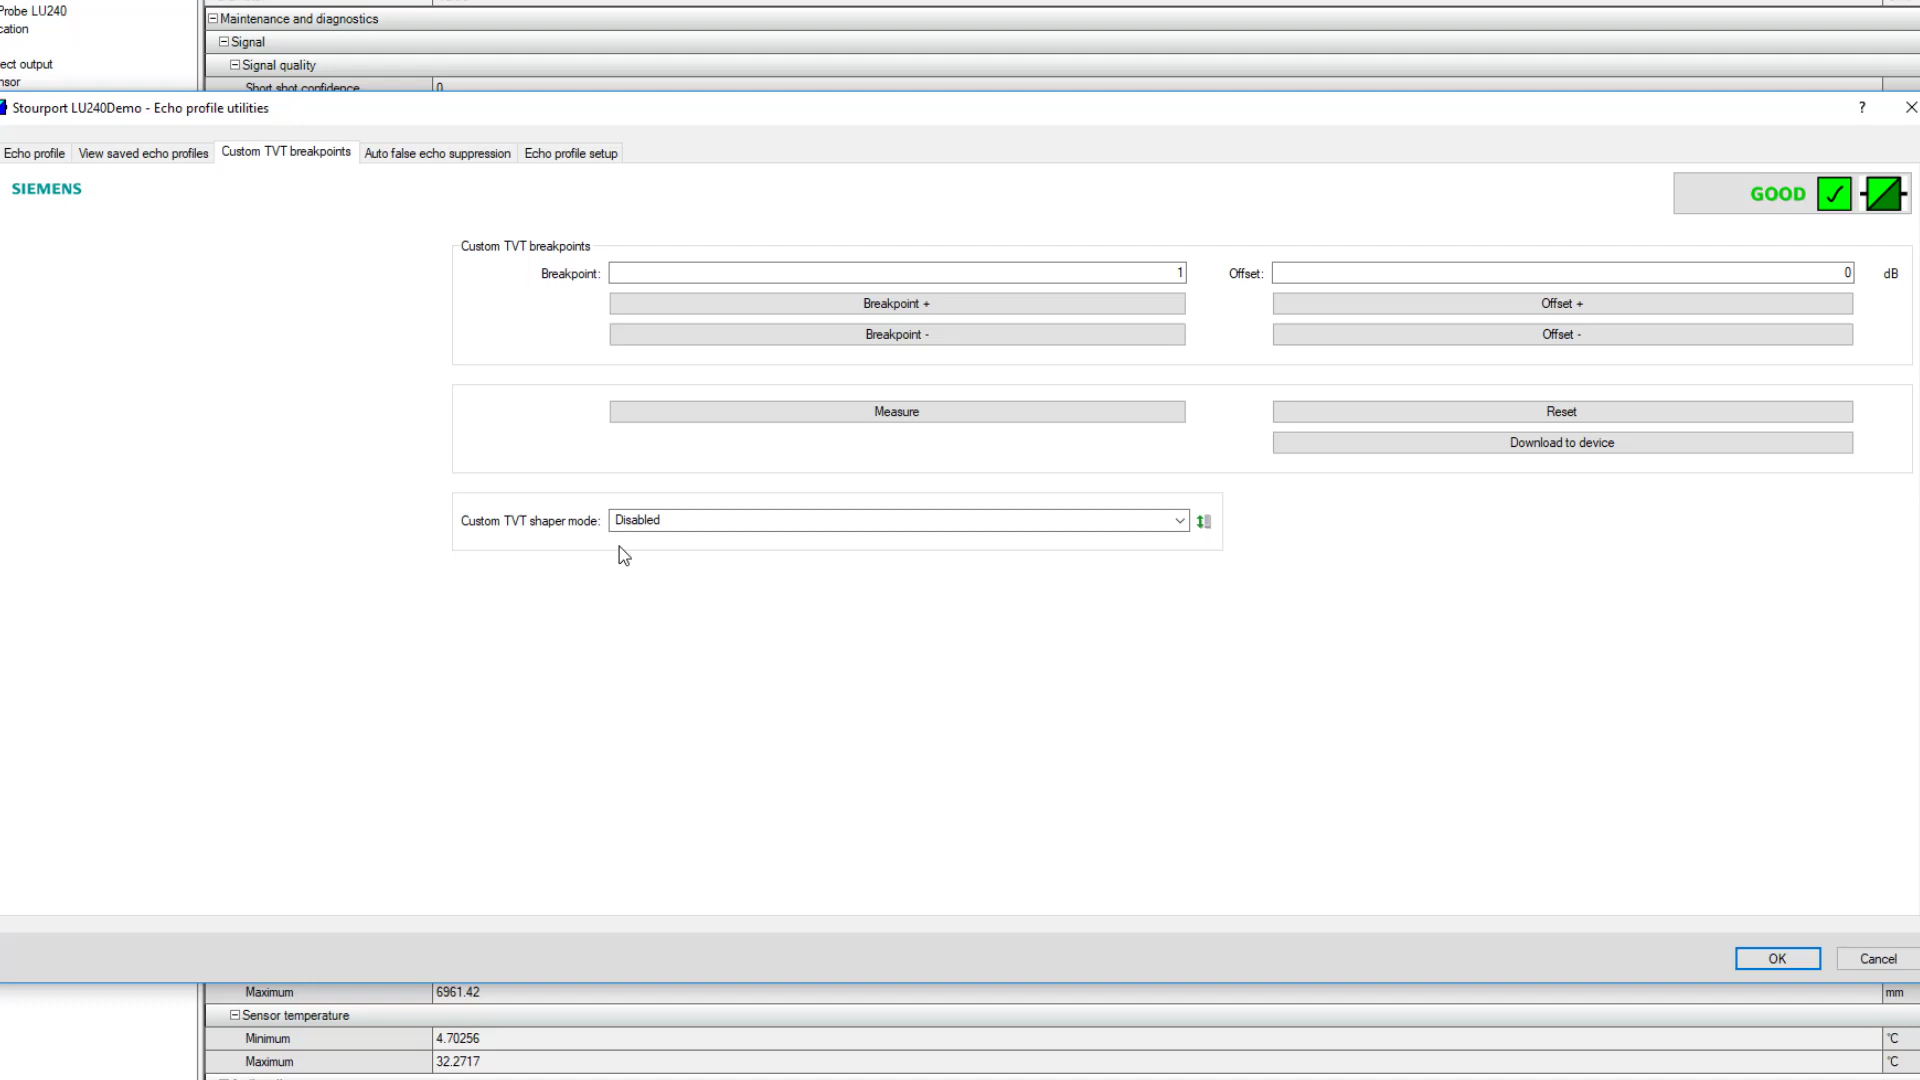 Probe LU240
cation
ect output
nsor
Maintenance and diagnostics
Signal
Signal quality
Short shot confidence 0
Stourport LU240Demo - Echo profile utilities ?
Echo profile View saved echo profiles Custom TVT breakpoints Auto false echo suppression Echo profile setup
SIEMENS
GOOD
Custom TVT breakpoints
Breakpoint: 1 Offset: 0 dB
Breakpoint + Offset +
Breakpoint - Offset -
Measure Reset
Download to device
Custom TVT shaper mode: Disabled
OK Cancel
Maximum 6961.42 mm
Sensor temperature
Minimum 4.70256 °C
Maximum 32.2717 °C